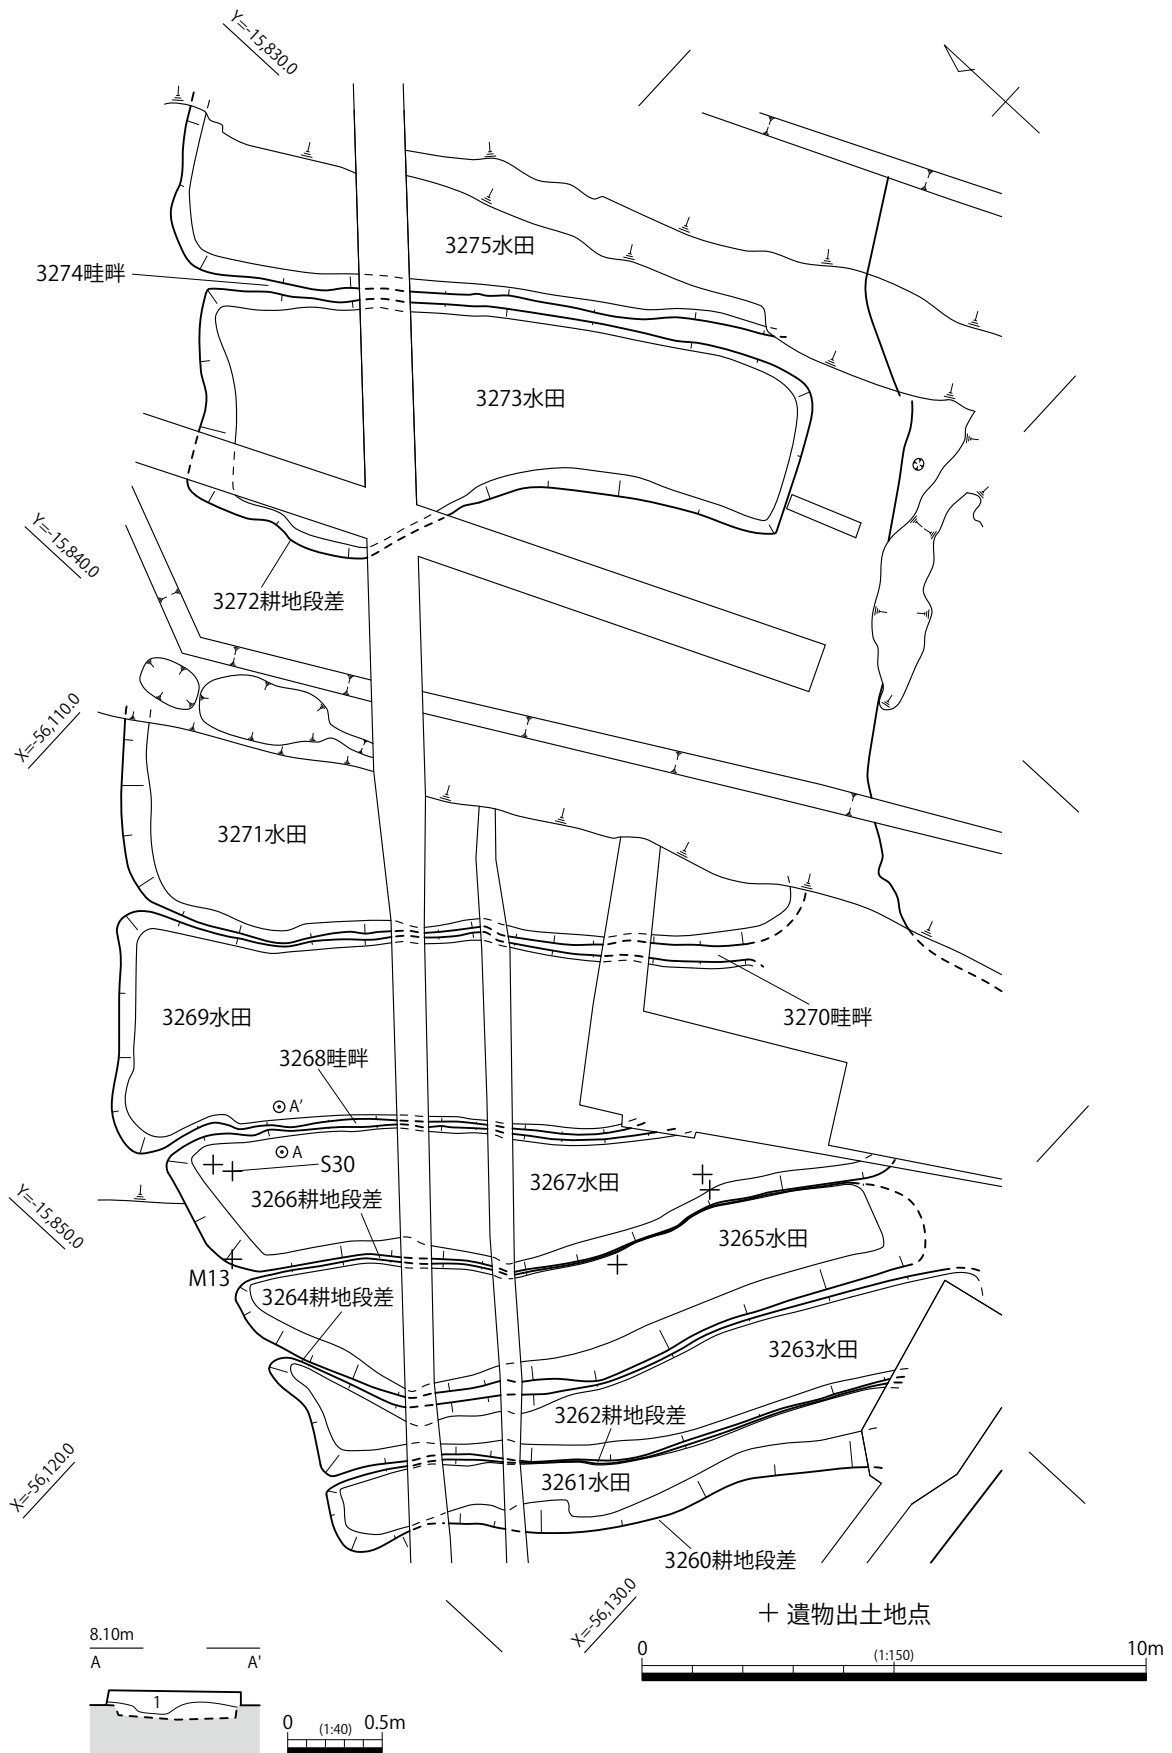 Y=-15,830.0
3275水田
3274畦畔
3273水田
Y=-15,840.0
3272耕地段差
X=-56,110.0
3271水田
3269水田
3270畦畔
3268畦畔
A'
A
S30
3267水田
3266耕地段差
Y=-15,850.0
3265水田
M13
3264耕地段差
3263水田
3262耕地段差
X=-56,120.0
3261水田
3260耕地段差
X=-56,130.0
遺物出土地点
8.10m
A A'
1
0 (1:40) 0.5m
0 (1:150) 10m